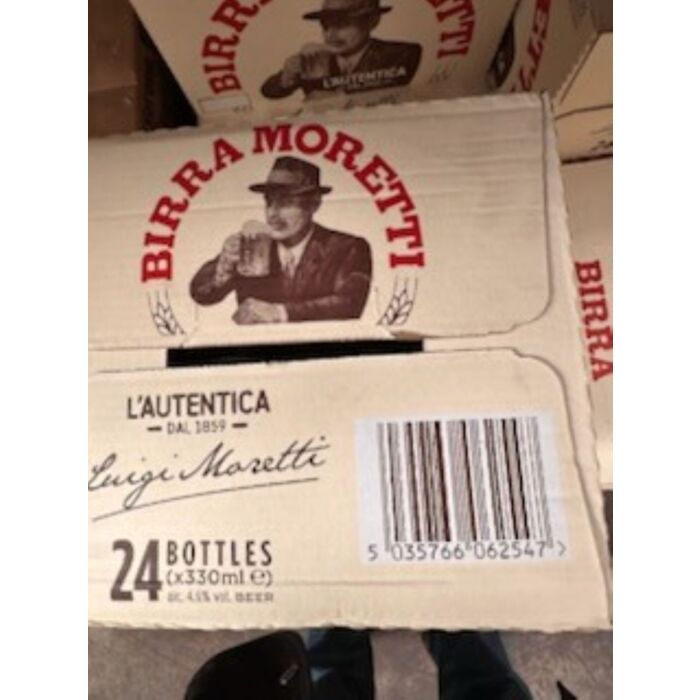 BIRRA MORETTI
L'AUTENTICA
BIRRA MORETTI
L'AUTENTICA
DAL 1859
Luigi Moretti
24 BOTTLES
(x330ml ℮)
alc. 4.6% vol. BEER
5 035766 062547 >
BIRRA